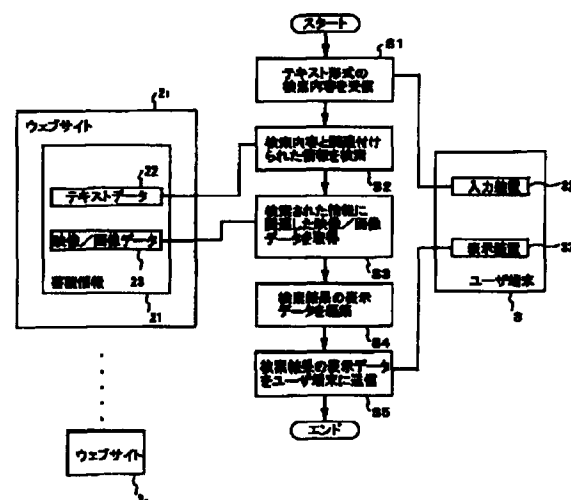 スタート
S1
テキスト形式の
検索内容を受信
21
ウェブサイト
22
テキストデータ
映像/画像データ
23
蓄積情報
21
検索内容と関連付け
られた情報を検索
S2
検索された情報に
関連した映像/画像
データを取得
S3
検索結果の表示
データを編集
S4
検索結果の表示データ
をユーザ端末に送信
S5
エンド
入力装置
表示装置
ユーザ端末
ウェブサイト